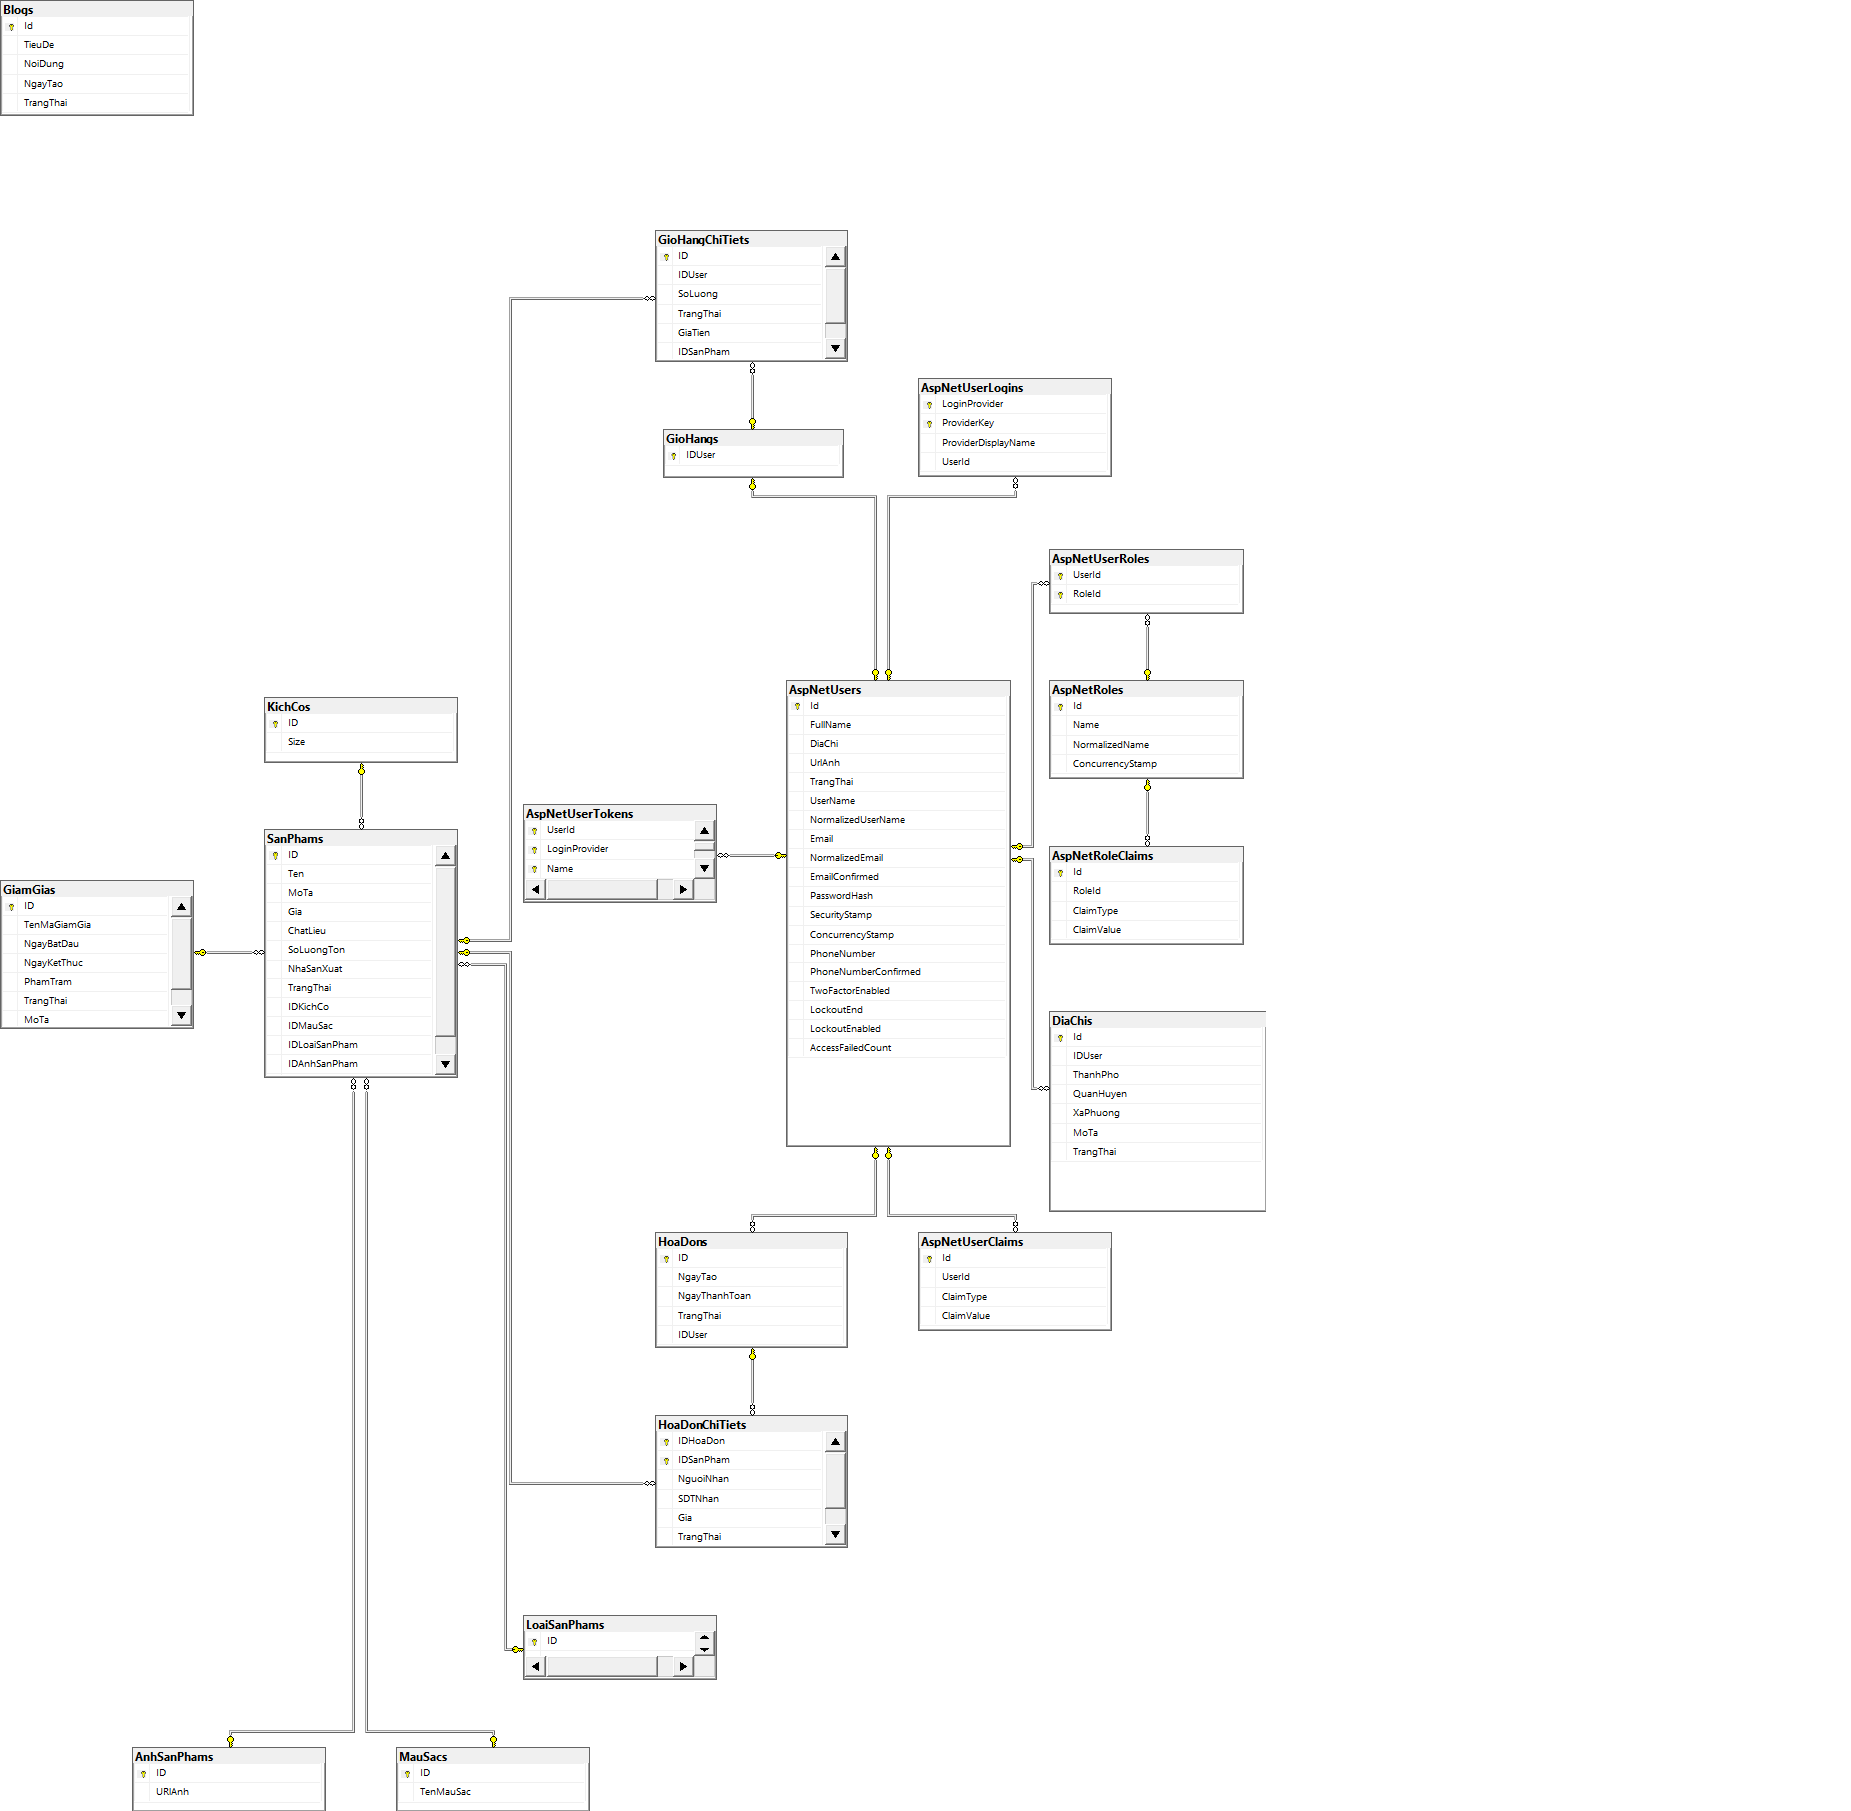 Blogs
Id
TieuDe
NoiDung
NgayTao
TrangThai
GioHangChiTiets
ID
IDUser
SoLuong
TrangThai
GiaTien
IDSanPham
AspNetUserLogins
LoginProvider
ProviderKey
ProviderDisplayName
UserId
GioHangs
IDUser
AspNetUserRoles
UserId
RoleId
AspNetUsers
Id
FullName
DiaChi
UrlAnh
TrangThai
UserName
NormalizedUserName
Email
NormalizedEmail
EmailConfirmed
PasswordHash
SecurityStamp
ConcurrencyStamp
PhoneNumber
PhoneNumberConfirmed
TwoFactorEnabled
LockoutEnd
LockoutEnabled
AccessFailedCount
AspNetRoles
Id
Name
NormalizedName
ConcurrencyStamp
KichCos
ID
Size
AspNetUserTokens
UserId
LoginProvider
Name
SanPhams
ID
Ten
MoTa
Gia
ChatLieu
SoLuongTon
NhaSanXuat
TrangThai
IDKichCo
IDMauSac
IDLoaiSanPham
IDAnhSanPham
AspNetRoleClaims
Id
RoleId
ClaimType
ClaimValue
GiamGias
ID
TenMaGiamGia
NgayBatDau
NgayKetThuc
PhamTram
TrangThai
MoTa
DiaChis
Id
IDUser
ThanhPho
QuanHuyen
XaPhuong
MoTa
TrangThai
HoaDons
ID
NgayTao
NgayThanhToan
TrangThai
IDUser
AspNetUserClaims
Id
UserId
ClaimType
ClaimValue
HoaDonChiTiets
IDHoaDon
IDSanPham
NguoiNhan
SDTNhan
Gia
TrangThai
LoaiSanPhams
ID
AnhSanPhams
ID
URlAnh
MauSacs
ID
TenMauSac